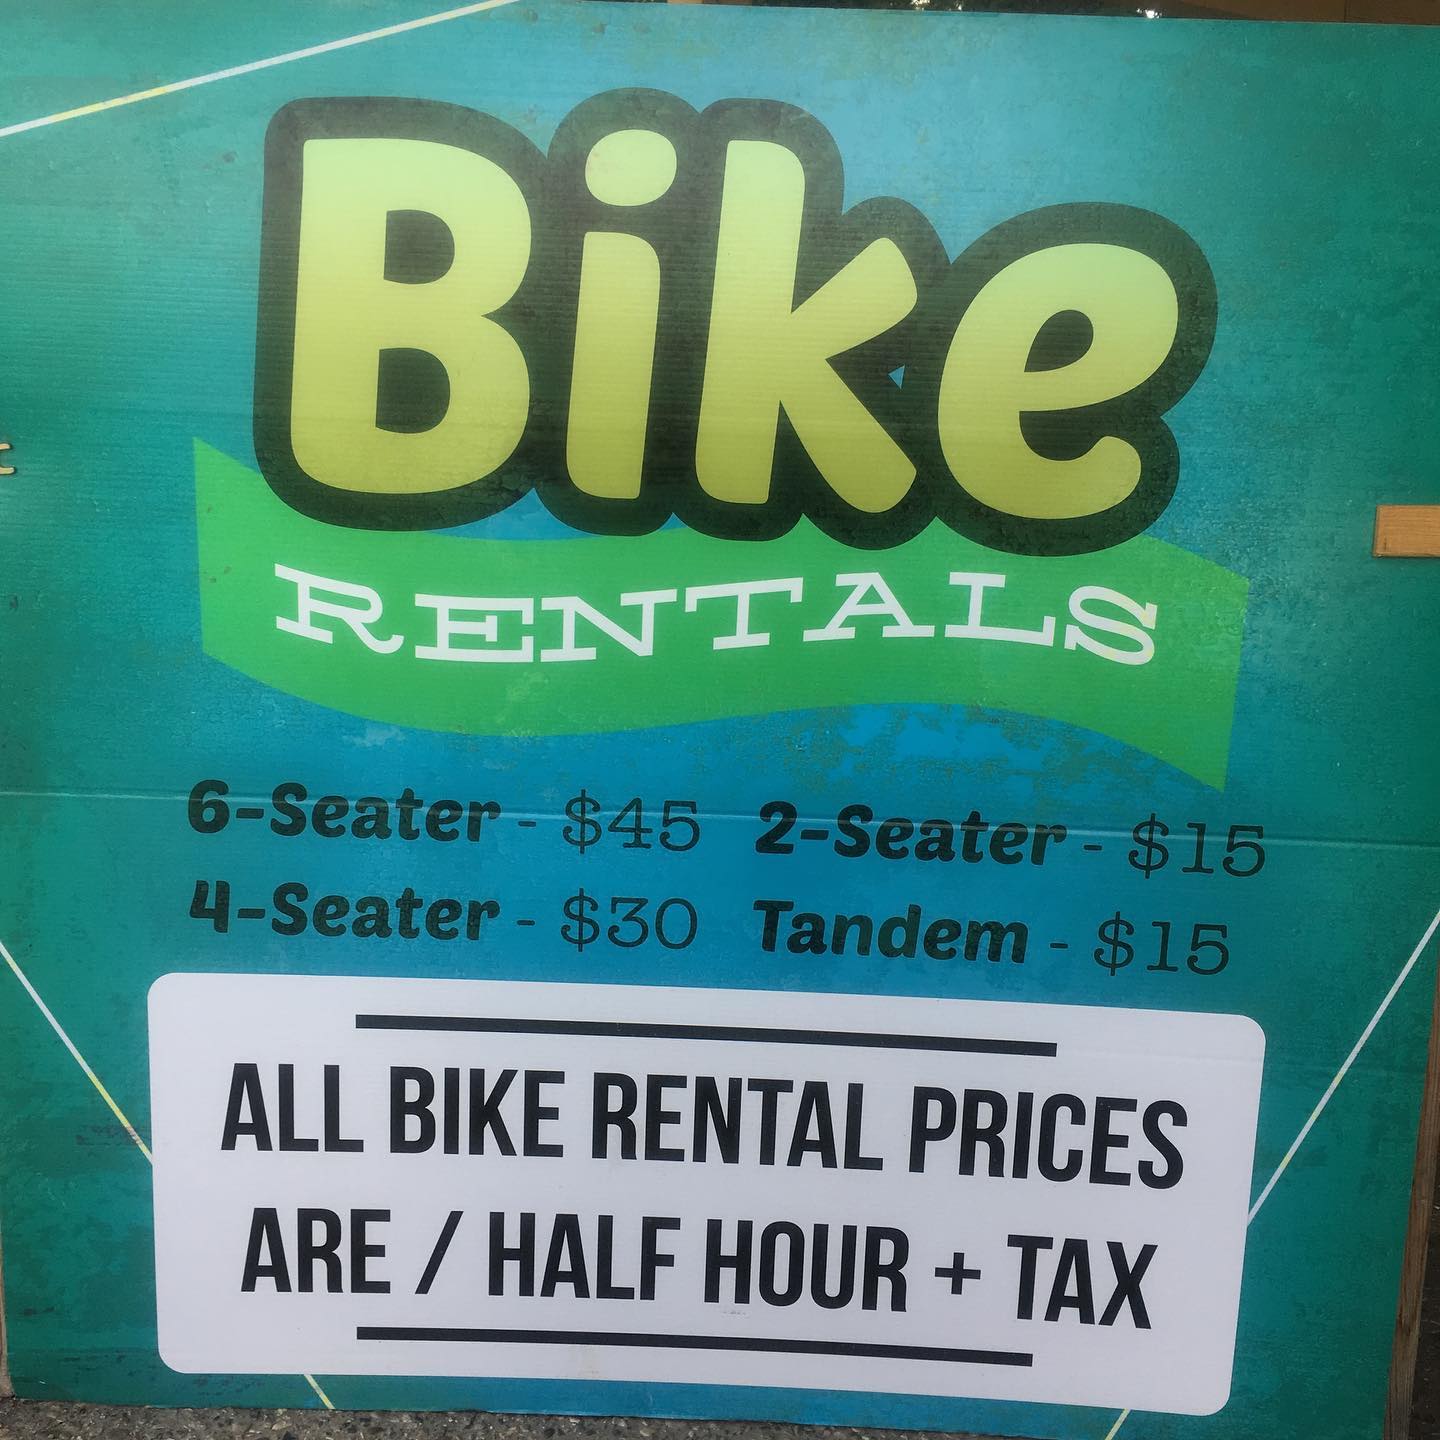 Bike
RENTALS
6-Seater - $45 2-Seater - $15
4-Seater - $30 Tandem - $15
ALL BIKE RENTAL PRICES
ARE / HALF HOUR + TAX